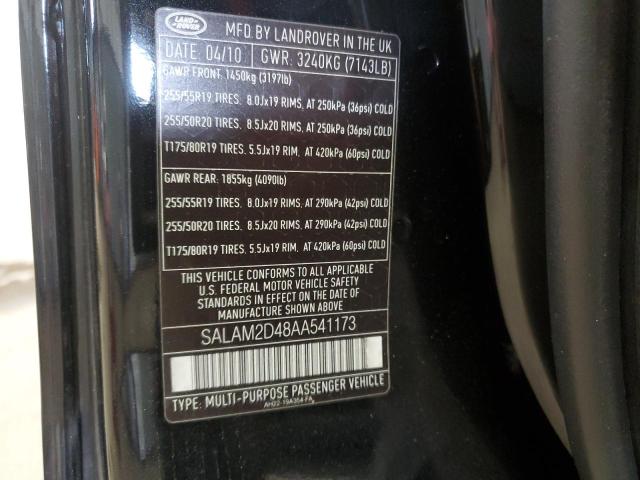 LAND
ROVER
MFD. BY LANDROVER IN THE UK
DATE 04/10 GWR: 3240KG (7143LB)
GAWR FRONT: 1450kg (3197lb)
255/55R19 TIRES. 8.0Jx19 RIMS, AT 250kPa (36psi) COLD
255/50R20 TIRES. 8.5Jx20 RIMS, AT 250kPa (36psi) COLD
T175/80R19 TIRES. 5.5Jx19 RIM, AT 420kPa (60psi) COLD
GAWR REAR: 1855kg (4090lb)
255/55R19 TIRES. 8.0Jx19 RIMS, AT 290kPa (42psi) COLD
255/50R20 TIRES. 8.5Jx20 RIMS, AT 290kPa (42psi) COLD
T175/80R19 TIRES. 5.5Jx19 RIM, AT 420kPa (60psi) COLD
THIS VEHICLE CONFORMS TO ALL APPLICABLE
U.S. FEDERAL MOTOR VEHICLE SAFETY
STANDARDS IN EFFECT ON THE DATE OF
MANUFACTURE SHOWN ABOVE
SALAM2D48AA541173
TYPE: MULTI-PURPOSE PASSENGER VEHICLE